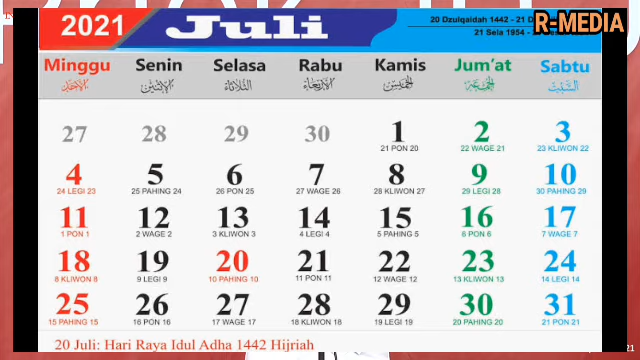 2021 Juli
20 Dzulqaidah 1442 - 21 D
21 Sela 1954 - 2
R-MEDIA
Minggu Senin Selasa Rabu Kamis Jum'at Sabtu
الأحد الإثنين الثلاثاء الأربعاء الخميس الجمعة السبت
27 28 29 30 1 2 3
21 PON 20 22 WAGE 21 23 KLIWON 22
4 5 6 7 8 9 10
24 LEGI 23 25 PAHING 24 26 PON 25 27 WAGE 26 28 KLIWON 27 29 LEGI 28 30 PAHING 29
11 12 13 14 15 16 17
1 PON 1 2 WAGE 2 3 KLIWON 3 4 LEGI 4 5 PAHING 5 6 PON 6 7 WAGE 7
18 19 20 21 22 23 24
8 KLIWON 8 9 LEGI 9 10 PAHING 10 11 PON 11 12 WAGE 12 13 KLIWON 13 14 LEGI 14
25 26 27 28 29 30 31
15 PAHING 15 16 PON 16 17 WAGE 17 18 KLIWON 18 19 LEGI 19 20 PAHING 20 21 PON 21
20 Juli: Hari Raya Idul Adha 1442 Hijriah